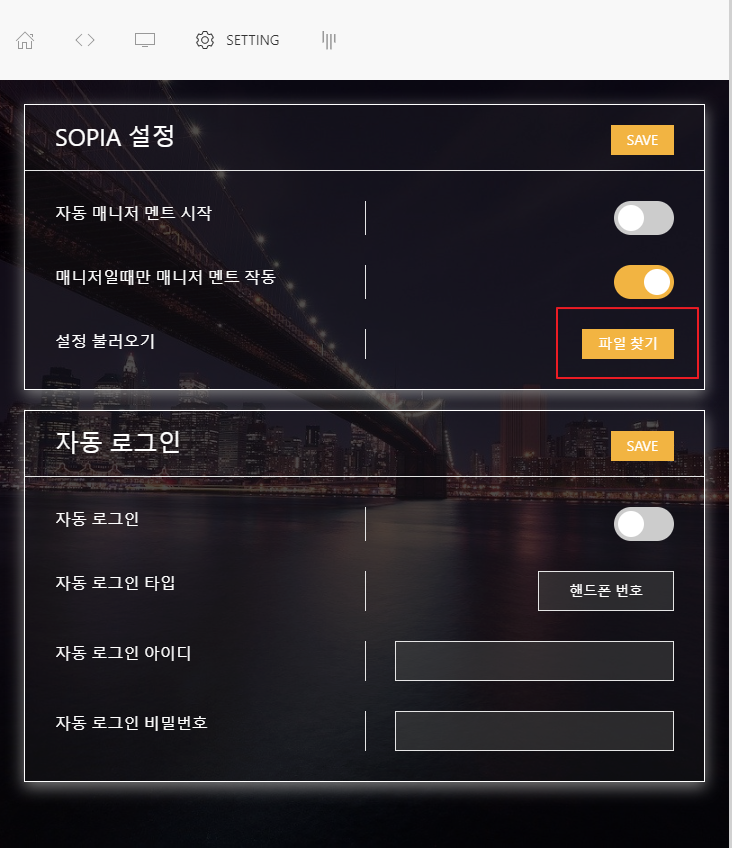 SETTING
SOPIA 설정
SAVE
자동 매니저 멘트 시작
매니저일때만 매니저 멘트 작동
설정 불러오기
파일 찾기
자동 로그인
SAVE
자동 로그인
자동 로그인 타입
핸드폰 번호
자동 로그인 아이디
자동 로그인 비밀번호